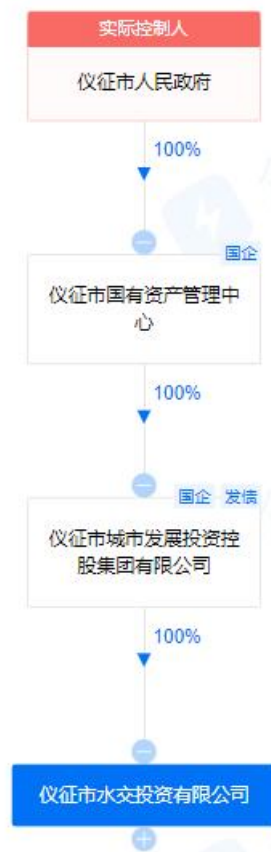 实际控制人
仪征市人民政府
100%
国企
仪征市国有资产管理中
心
100%
国企 发债
仪征市城市发展投资控
股集团有限公司
100%
仪征市水交投资有限公司